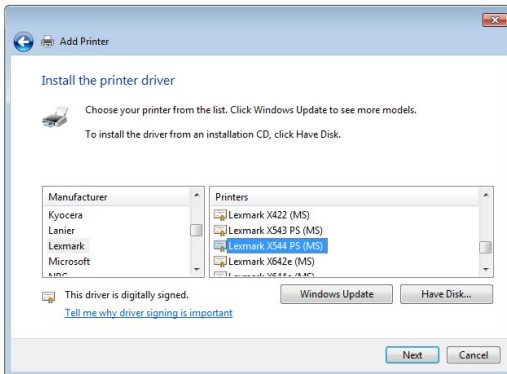 Add Printer
Install the printer driver
Choose your printer from the list. Click Windows Update to see more models.
To install the driver from an installation CD, click Have Disk.
Manufacturer
Kyocera
Lanier
Lexmark
Microsoft
Printers
Lexmark X422 (MS)
Lexmark X543 PS (MS)
Lexmark X544 PS (MS)
Lexmark X642e (MS)
This driver is digitally signed.
Tell me why driver signing is important
Windows Update
Have Disk...
Next
Cancel